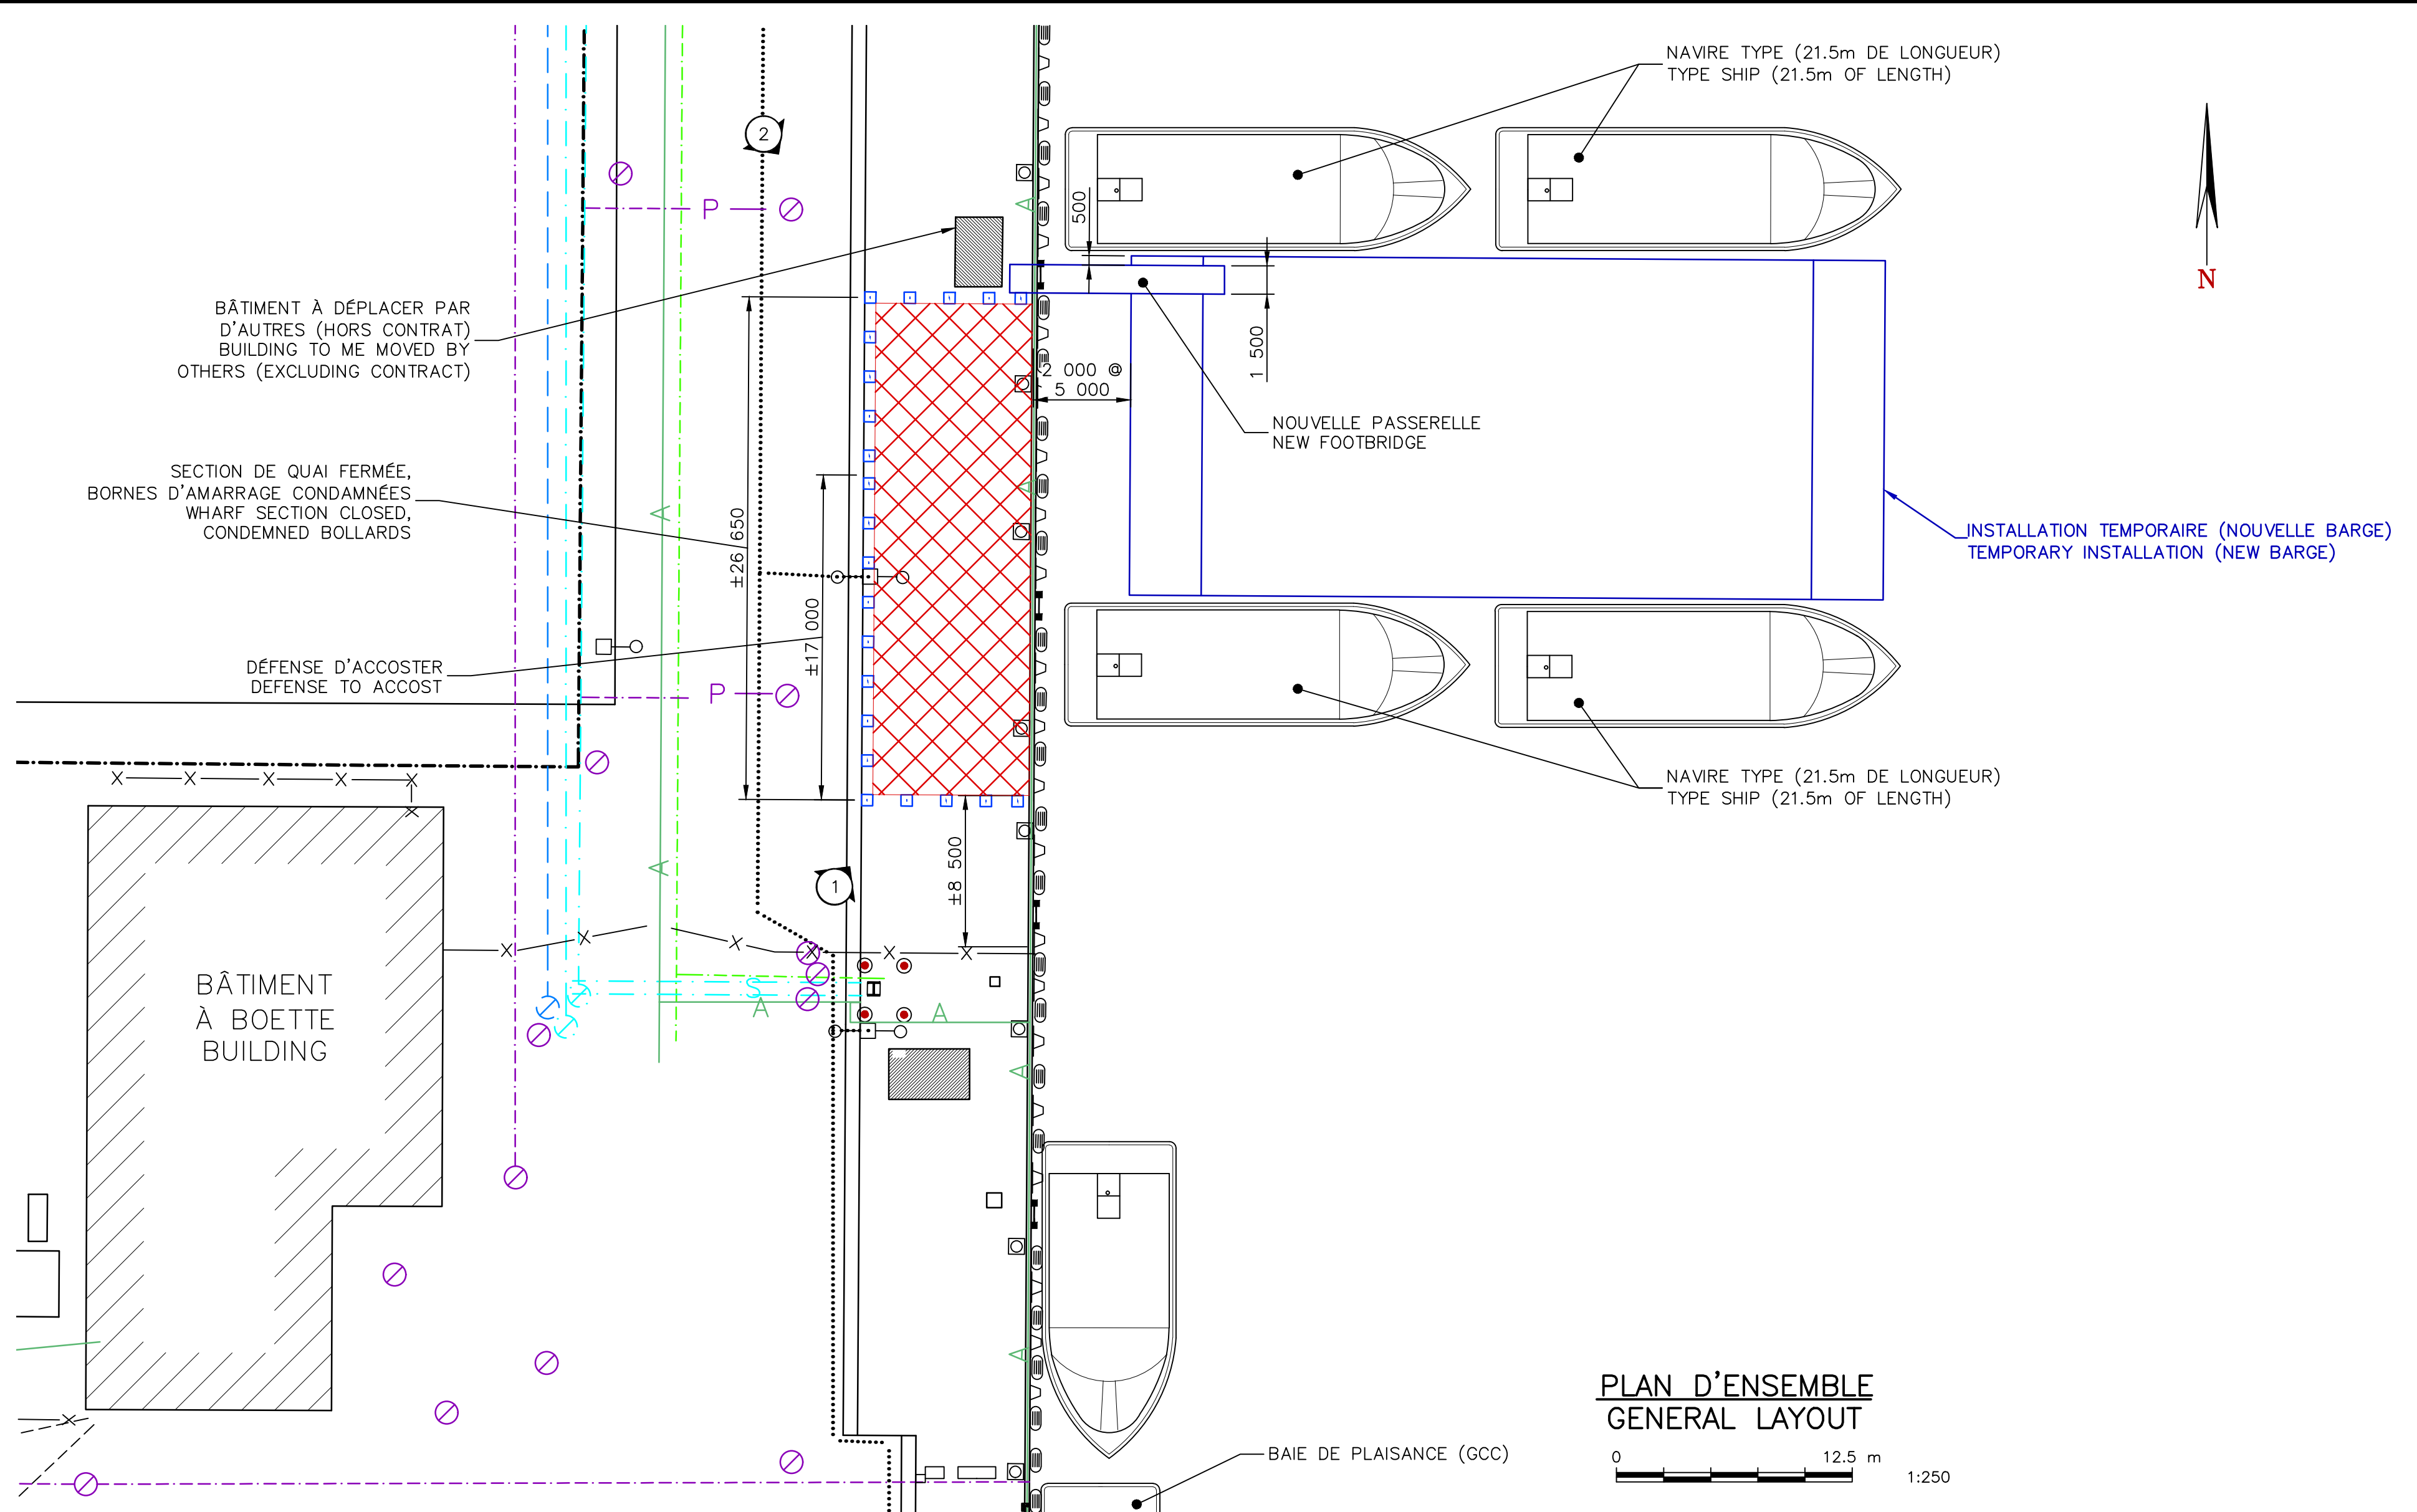 NAVIRE TYPE (21.5m DE LONGUEUR)
TYPE SHIP (21.5m OF LENGTH)
2
P
A
500
N
BÂTIMENT À DÉPLACER PAR
D'AUTRES (HORS CONTRAT)
BUILDING TO ME MOVED BY
OTHERS (EXCLUDING CONTRACT)
1 500
2 000 @
5 000
NOUVELLE PASSERELLE
NEW FOOTBRIDGE
SECTION DE QUAI FERMÉE,
BORNES D'AMARRAGE CONDAMNÉES
WHARF SECTION CLOSED,
CONDEMNED BOLLARDS
A
A
±26 650
INSTALLATION TEMPORAIRE (NOUVELLE BARGE)
TEMPORARY INSTALLATION (NEW BARGE)
±17 000
DÉFENSE D'ACCOSTER
DEFENSE TO ACCOST
P
NAVIRE TYPE (21.5m DE LONGUEUR)
TYPE SHIP (21.5m OF LENGTH)
X X X X X
X
A
±8 500
1
X X X X X X
S
A
A
BÂTIMENT
À BOETTE
BUILDING
A
A
X
BAIE DE PLAISANCE (GCC)
PLAN D'ENSEMBLE
GENERAL LAYOUT
0 12.5 m
1:250